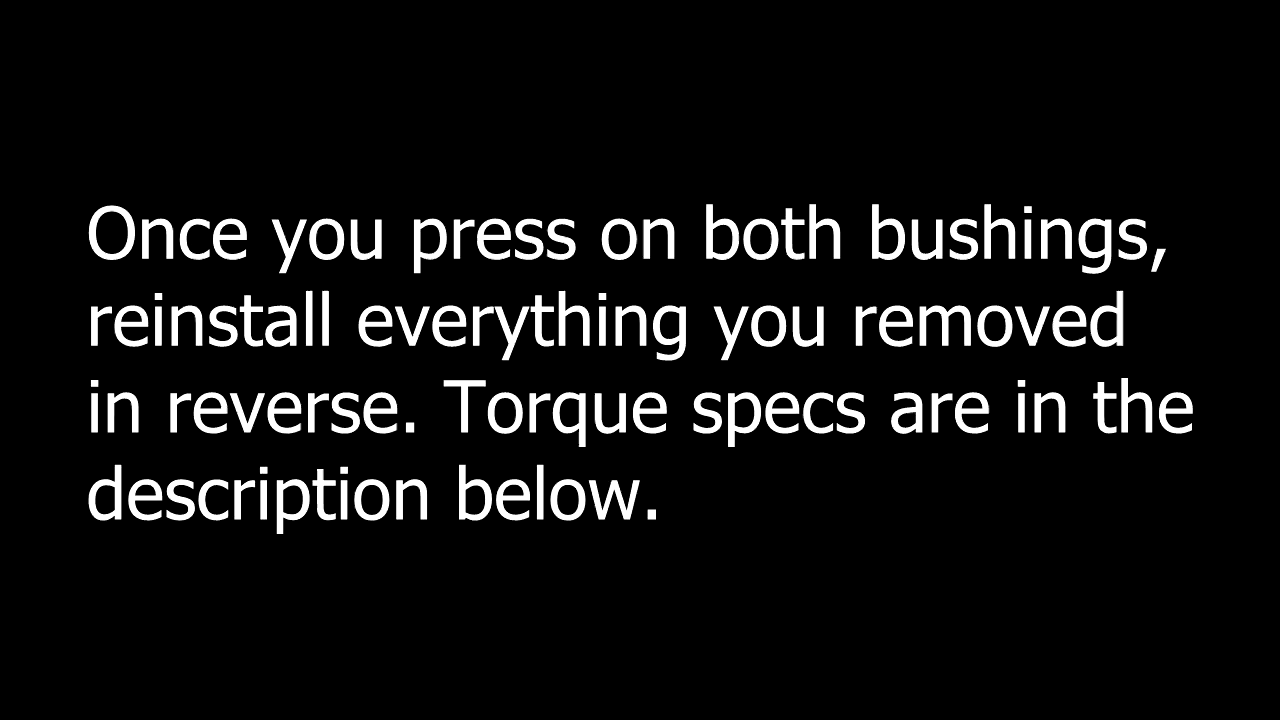 Once you press on both bushings,
reinstall everything you removed
in reverse. Torque specs are in the
description below.